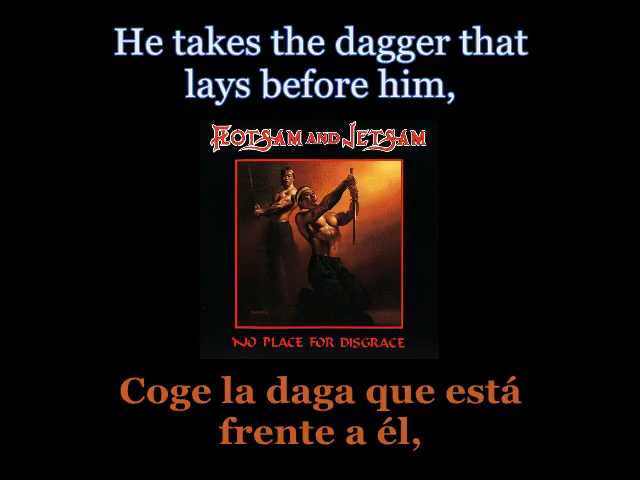 He takes the dagger that
lays before him,
FLOTSAM AND JETSAM
NO PLACE FOR DISGRACE
Coge la daga que está
frente a él,